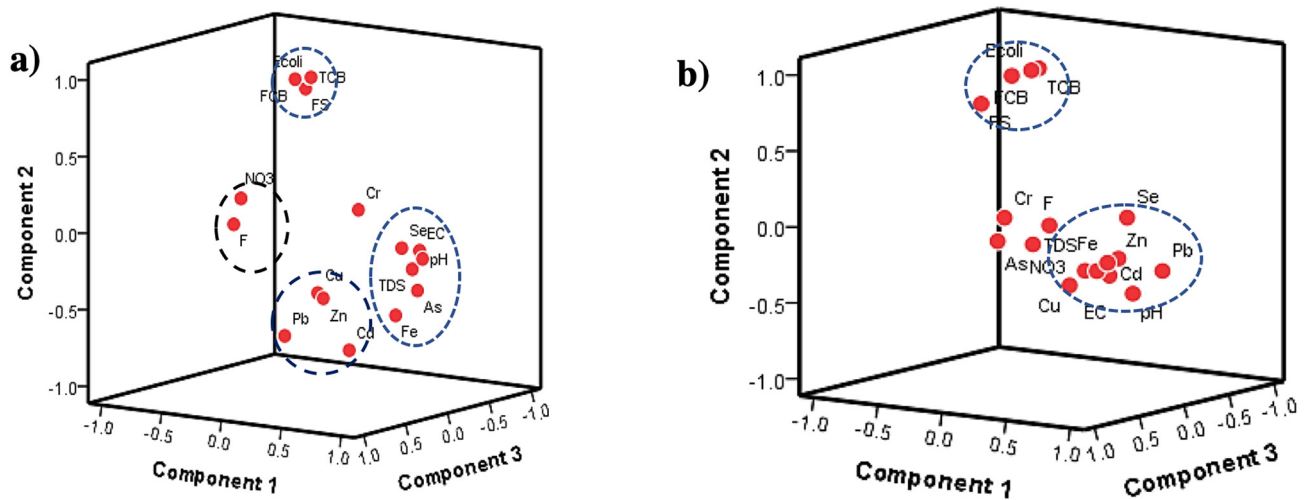 a)
Component 2
1.0
0.5
0.0
-0.5
-1.0
Ecoli
TCB
FCB
FS
NO3
F
Cr
Se
EC
pH
TDS
As
Fe
Cu
Zn
Pb
Cd
-1.0
-0.5
0.0
0.5
1.0
Component 1
1.0
0.5
0.0
-0.5
-1.0
Component 3
b)
Component 2
1.0
0.5
0.0
-0.5
-1.0
Ecoli
TCB
FCB
FS
Cr
F
Se
As
NO3
TDS
Fe
Zn
Pb
Cd
Cu
EC
pH
-1.0
-0.5
0.0
0.5
1.0
Component 1
1.0
0.5
0.0
-0.5
-1.0
Component 3